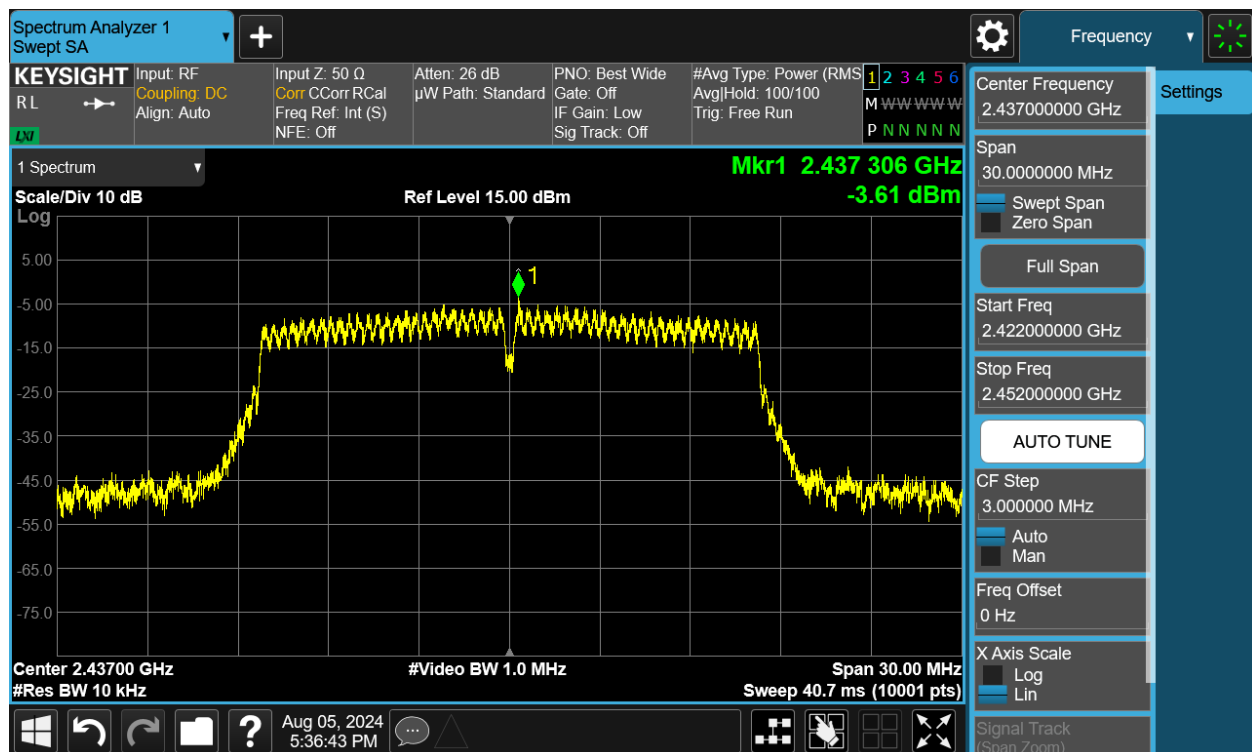 Spectrum Analyzer 1
Swept SA
Frequency
KEYSIGHT
R L
LXI
Input: RF
Coupling: DC
Align: Auto
Input Z: 50 Ω
Corr CCorr RCal
Freq Ref: Int (S)
NFE: Off
Atten: 26 dB
µW Path: Standard
PNO: Best Wide
Gate: Off
IF Gain: Low
Sig Track: Off
#Avg Type: Power (RMS
Avg|Hold: 100/100
Trig: Free Run
1 2 3 4 5 6
M W W W W W
P N N N N N
1 Spectrum
Mkr1 2.437 306 GHz
Scale/Div 10 dB
Ref Level 15.00 dBm
-3.61 dBm
Log
1
5.00
-5.00
-15.0
-25.0
-35.0
-45.0
-55.0
-65.0
-75.0
Center 2.43700 GHz
#Video BW 1.0 MHz
Span 30.00 MHz
#Res BW 10 kHz
Sweep 40.7 ms (10001 pts)
?
Aug 05, 2024
5:36:43 PM
Center Frequency
2.437000000 GHz
Settings
Span
30.0000000 MHz
Swept Span
Zero Span
Full Span
Start Freq
2.422000000 GHz
Stop Freq
2.452000000 GHz
AUTO TUNE
CF Step
3.000000 MHz
Auto
Man
Freq Offset
0 Hz
X Axis Scale
Log
Lin
Signal Track
(Span Zoom)